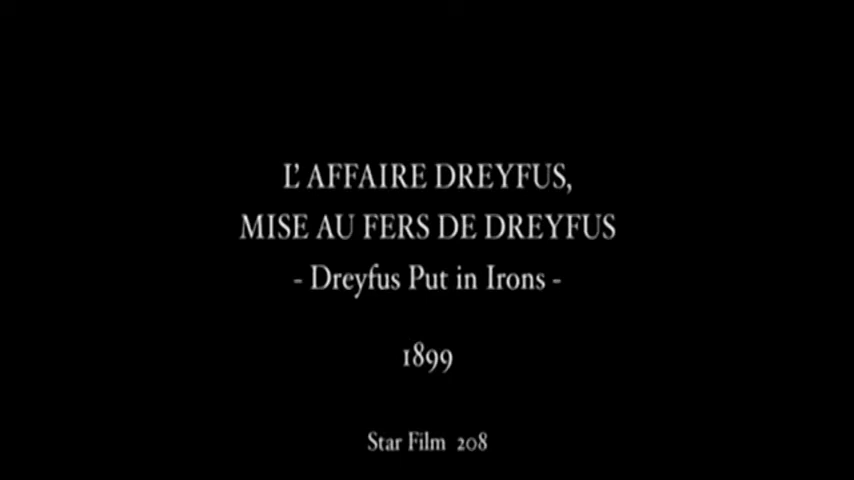 L' AFFAIRE DREYFUS,
MISE AU FERS DE DREYFUS
- Dreyfus Put in Irons -
1899
Star Film 208